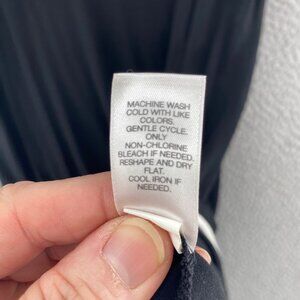 MACHINE WASH
COLD WITH LIKE
COLORS.
GENTLE CYCLE.
ONLY
NON-CHLORINE
BLEACH IF NEEDED.
RESHAPE AND DRY
FLAT.
COOL IRON IF
NEEDED.